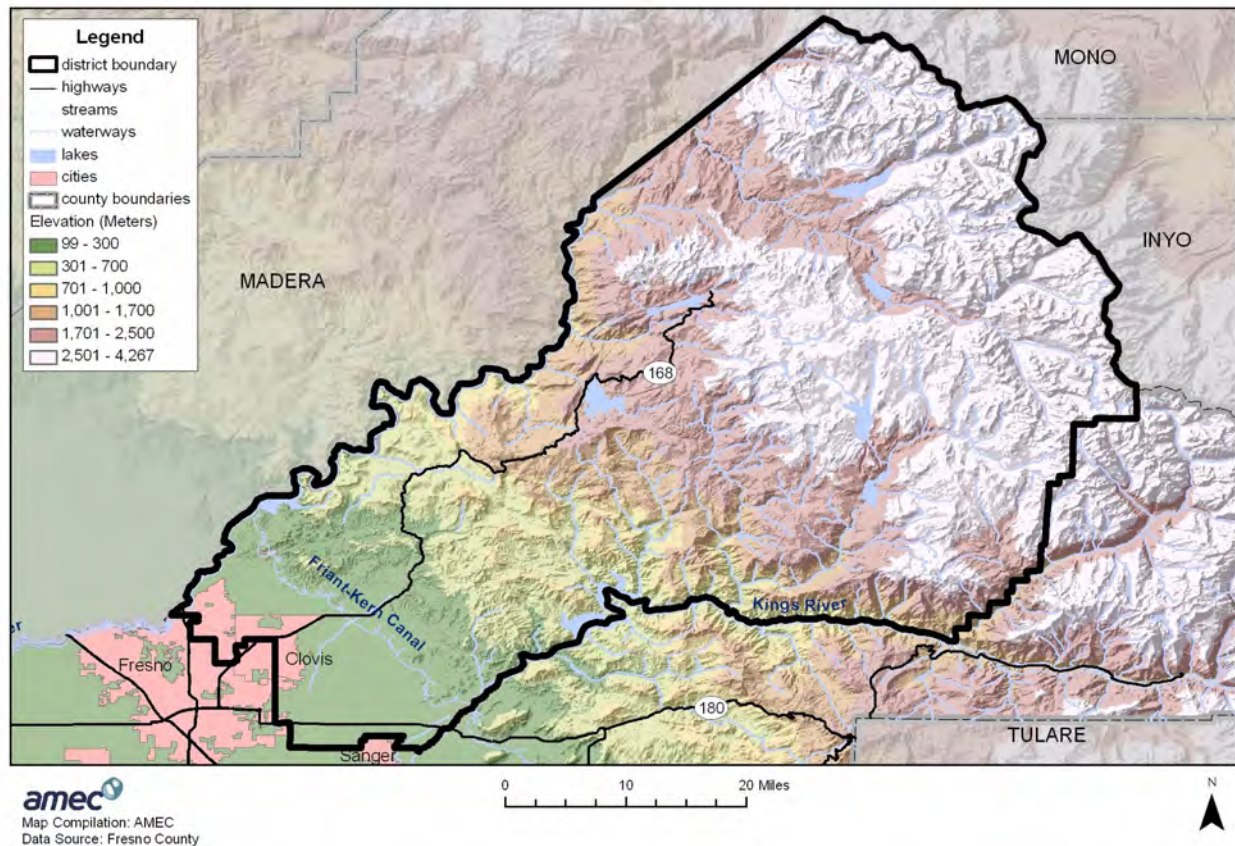 Legend
district boundary
highways
streams
waterways
lakes
cities
county boundaries
Elevation (Meters)
99 - 300
301 - 700
701 - 1,000
1,001 - 1,700
1,701 - 2,500
2,501 - 4,267
MONO
INYO
MADERA
168
Friant-Kern Canal
Kings River
er
Fresno
Clovis
180
TULARE
Sanger
amec
Map Compilation: AMEC
Data Source: Fresno County
0 10 20 Miles
N